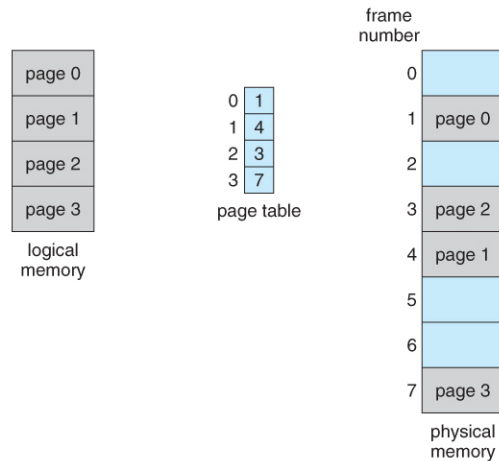 page 0
page 1
page 2
page 3
logical
memory
0 1
1 4
2 3
3 7
page table
frame
number
0
1 page 0
2
3 page 2
4 page 1
5
6
7 page 3
physical
memory